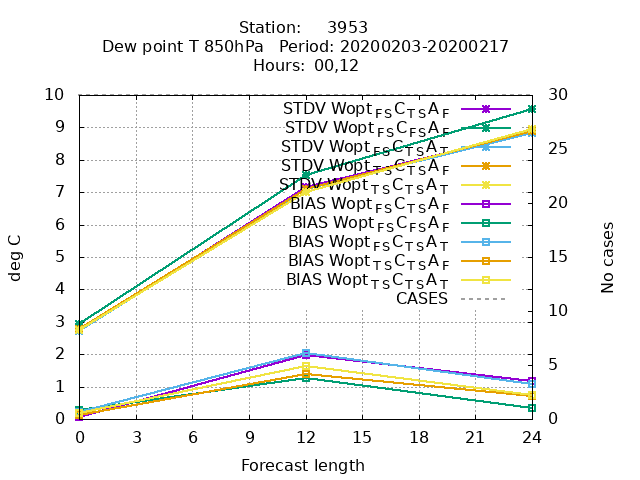 Station: 3953
Dew point T 850hPa Period: 20200203-20200217
Hours: 00,12
deg C
No cases
10
9
8
7
6
5
4
3
2
1
0
30
25
20
15
10
5
0
STDV Wopt FS C TS A F
STDV Wopt FS C FS A F
STDV Wopt FS C TS A T
STDV Wopt TS C TS A F
STDV Wopt TS C TS A T
BIAS Wopt FS C TS A F
BIAS Wopt FS C FS A F
BIAS Wopt FS C TS A T
BIAS Wopt TS C TS A F
BIAS Wopt TS C TS A T
CASES
0 3 6 9 12 15 18 21 24
Forecast length